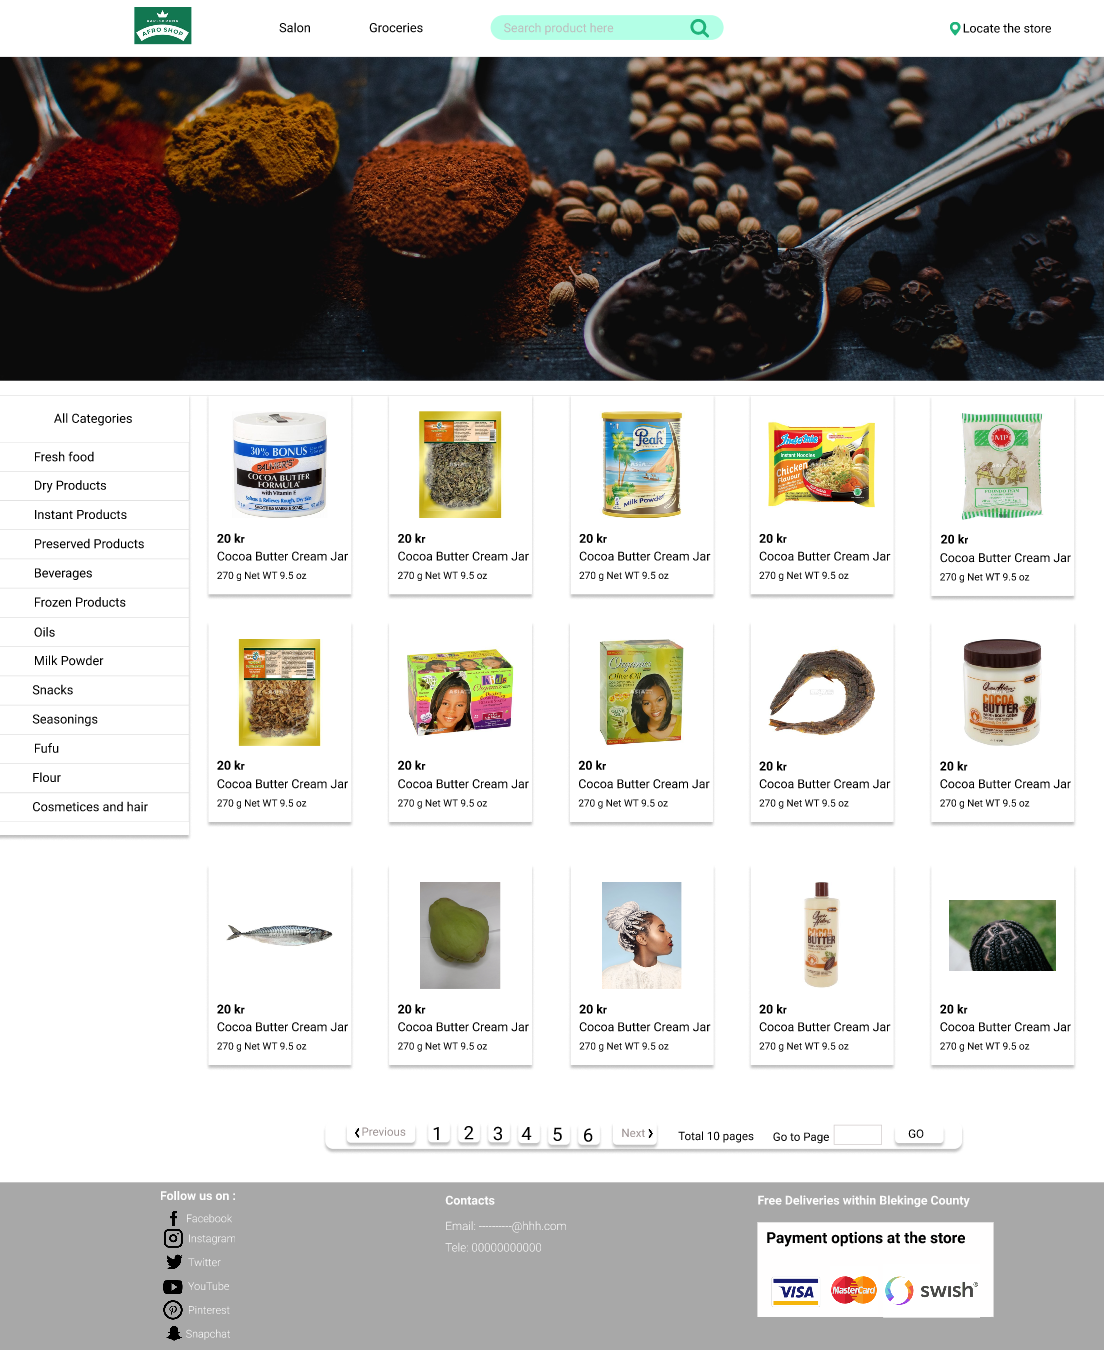 AFRO SHOP
Salon
Groceries
Search product here
Locate the store
All Categories
Fresh food
Dry Products
Instant Products
Preserved Products
Beverages
Frozen Products
Oils
Milk Powder
Snacks
Seasonings
Fufu
Flour
Cosmetices and hair
30% BONUS
PALMER'S
COCOA BUTTER
FORMULA
with Vitamin E
20 kr
Cocoa Butter Cream Jar
270 g Net WT 9.5 oz
20 kr
Cocoa Butter Cream Jar
270 g Net WT 9.5 oz
Peak
Milk Powder
20 kr
Cocoa Butter Cream Jar
270 g Net WT 9.5 oz
Indomie
Instant Noodles
Chicken
Flavour
20 kr
Cocoa Butter Cream Jar
270 g Net WT 9.5 oz
20 kr
Cocoa Butter Cream Jar
270 g Net WT 9.5 oz
20 kr
Cocoa Butter Cream Jar
270 g Net WT 9.5 oz
Kids
Organics
20 kr
Cocoa Butter Cream Jar
270 g Net WT 9.5 oz
Organics
Olive Oil
20 kr
Cocoa Butter Cream Jar
270 g Net WT 9.5 oz
20 kr
Cocoa Butter Cream Jar
270 g Net WT 9.5 oz
COCOA
BUTTER
20 kr
Cocoa Butter Cream Jar
270 g Net WT 9.5 oz
20 kr
Cocoa Butter Cream Jar
270 g Net WT 9.5 oz
20 kr
Cocoa Butter Cream Jar
270 g Net WT 9.5 oz
20 kr
Cocoa Butter Cream Jar
270 g Net WT 9.5 oz
COCOA
BUTTER
20 kr
Cocoa Butter Cream Jar
270 g Net WT 9.5 oz
20 kr
Cocoa Butter Cream Jar
270 g Net WT 9.5 oz
Previous 1 2 3 4 5 6 Next Total 10 pages Go to Page GO
Follow us on :
Facebook
Instagram
Twitter
YouTube
Pinterest
Snapchat
Contacts
Email: ----------@hhh.com
Tele: 00000000000
Free Deliveries within Blekinge County
Payment options at the store
VISA
MasterCard
swish